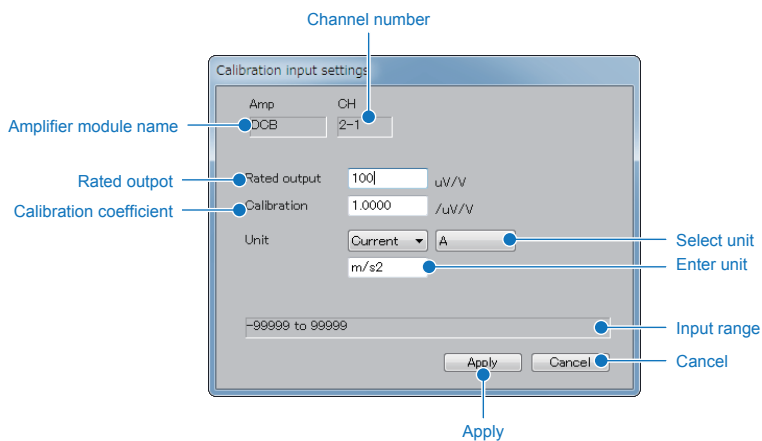 Channel number
Calibration input settings
Amp CH
Amplifier module name DCB 2-1
Rated outpot Rated output 100 uV/V
Calibration coefficient Calibration 1.0000 /uV/V
Unit Current A Select unit
m/s2 Enter unit
-99999 to 99999 Input range
Apply Cancel Cancel
Apply